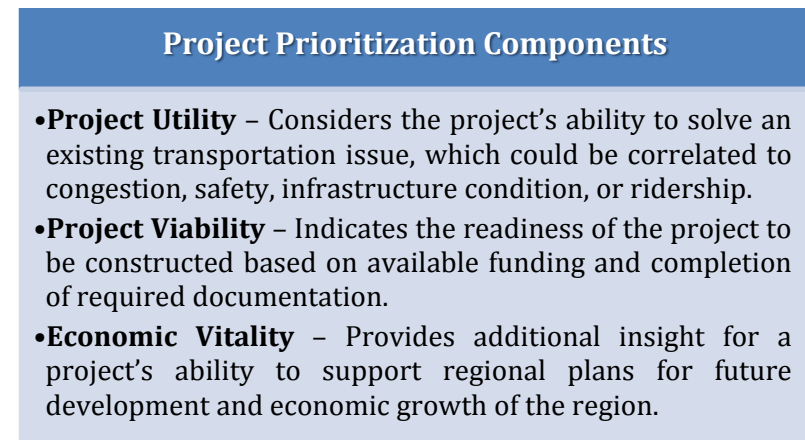 Project Prioritization Components
•Project Utility – Considers the project’s ability to solve an
existing transportation issue, which could be correlated to
congestion, safety, infrastructure condition, or ridership.
•Project Viability – Indicates the readiness of the project to
be constructed based on available funding and completion
of required documentation.
•Economic Vitality – Provides additional insight for a
project’s ability to support regional plans for future
development and economic growth of the region.